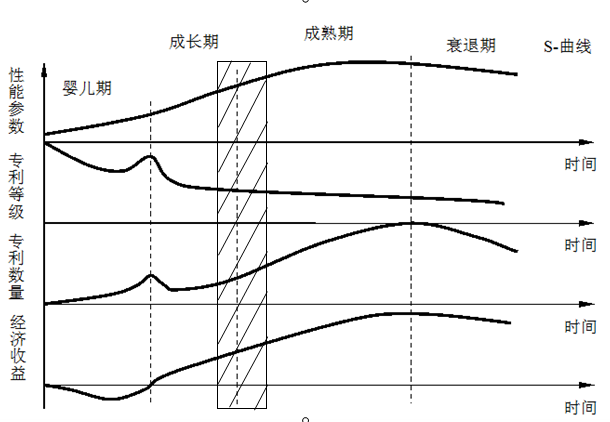 成长期
成熟期
衰退期
S-曲线
婴儿期
性能参数
时间
专利等级
时间
专利数量
时间
经济收益
时间